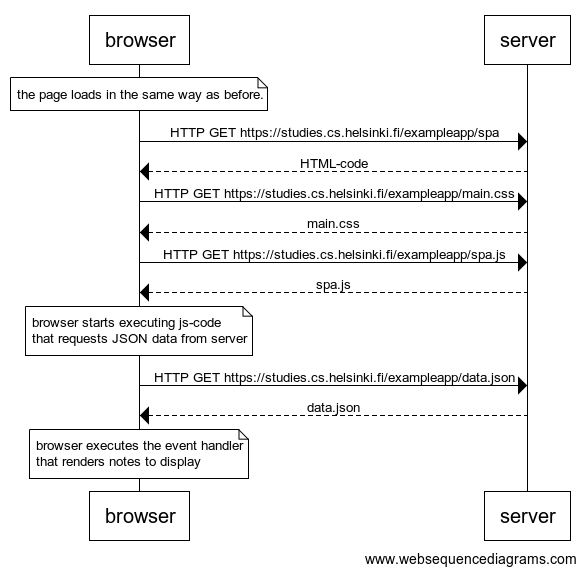 browser server
the page loads in the same way as before.
HTTP GET https://studies.cs.helsinki.fi/exampleapp/spa
HTML-code
HTTP GET https://studies.cs.helsinki.fi/exampleapp/main.css
main.css
HTTP GET https://studies.cs.helsinki.fi/exampleapp/spa.js
spa.js
browser starts executing js-code
that requests JSON data from server
HTTP GET https://studies.cs.helsinki.fi/exampleapp/data.json
data.json
browser executes the event handler
that renders notes to display
browser server
www.websequencediagrams.com